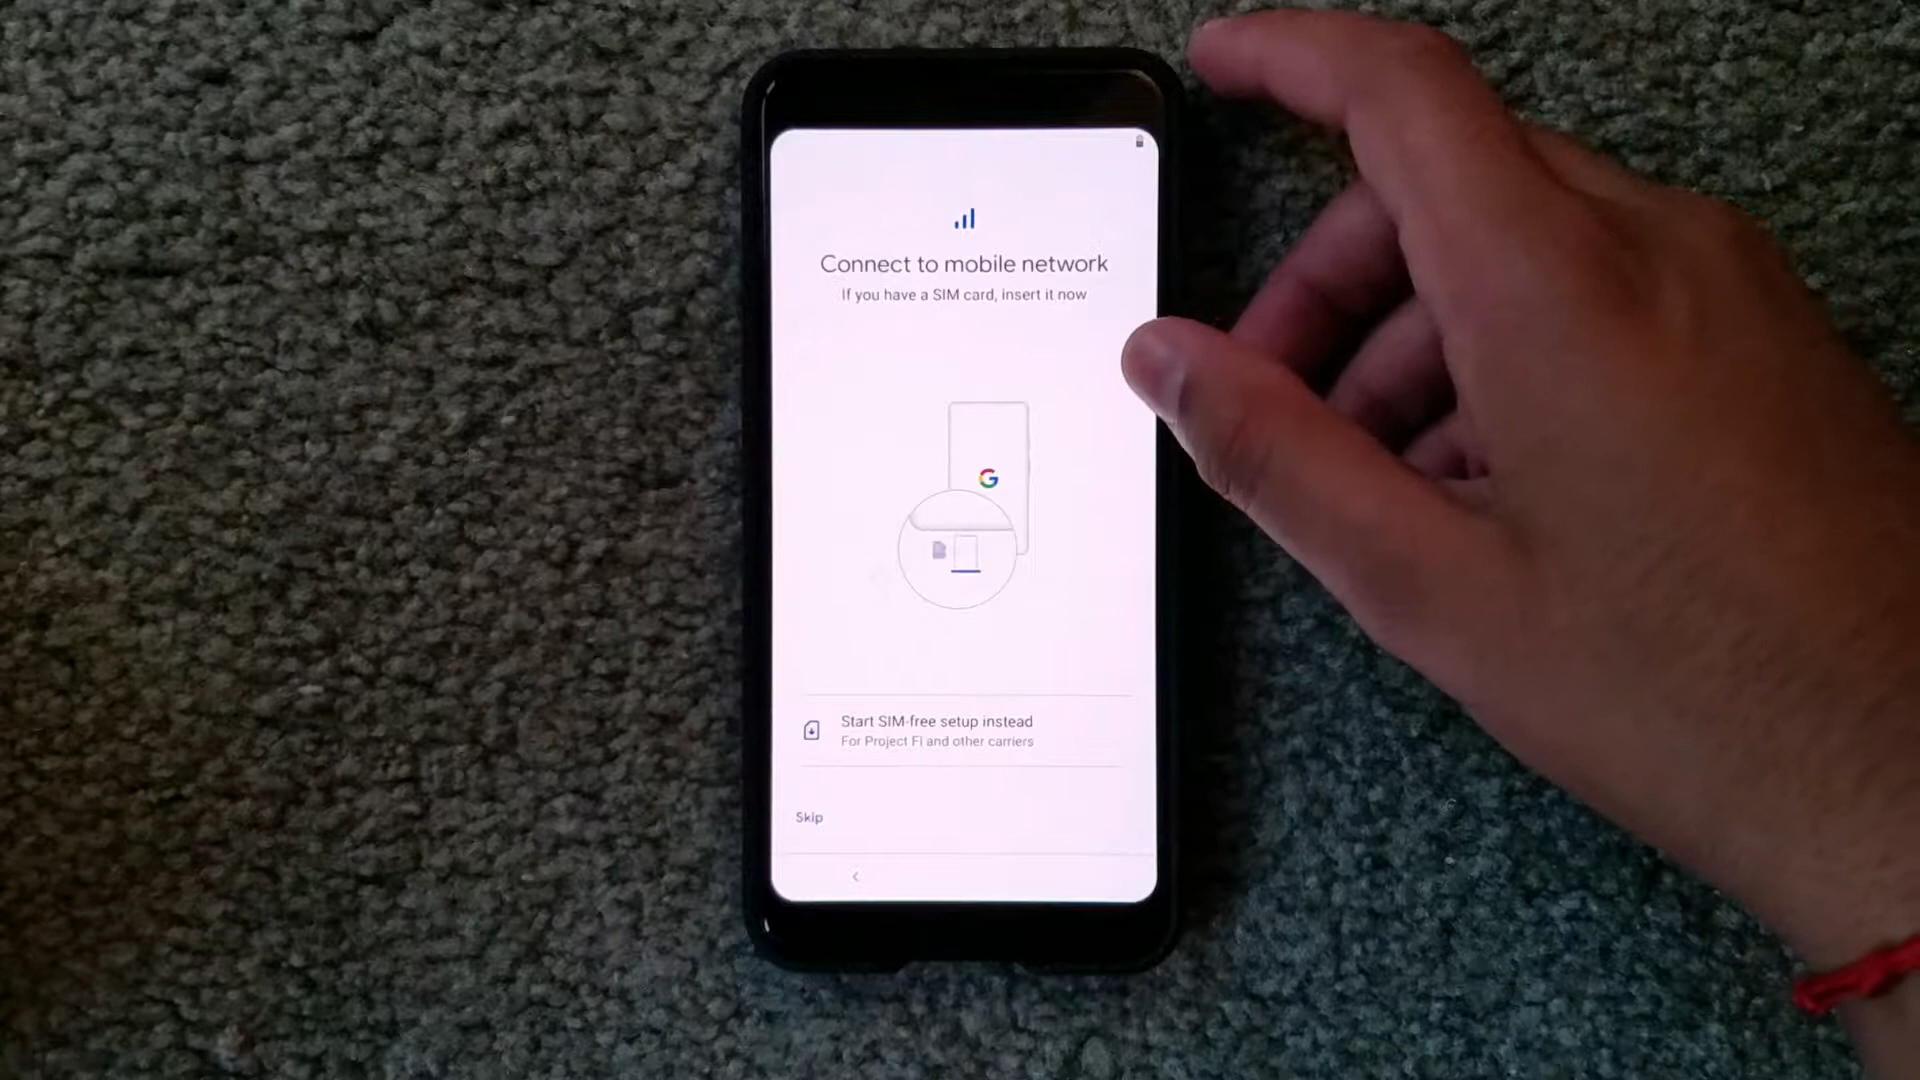 Connect to mobile network
If you have a SIM card, insert it now
G
Start SIM-free setup instead
For Project Fi and other carriers
Skip